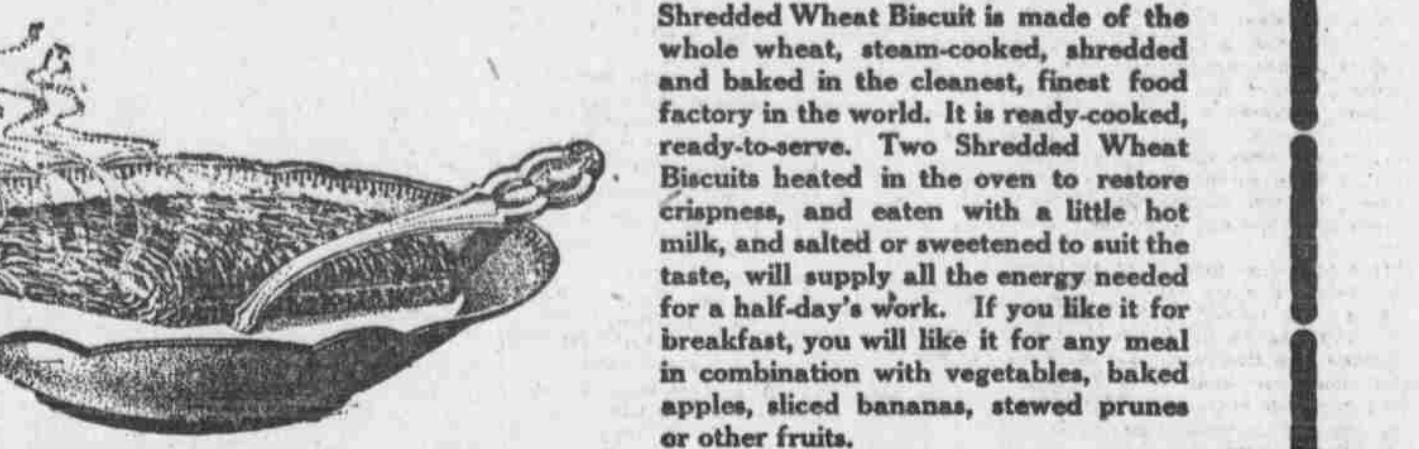 Shredded Wheat Biscuit is made of the
whole wheat, steam-cooked, shredded
and baked in the cleanest, finest food
factory in the world. It is ready-cooked,
ready-to-serve. Two Shredded Wheat
Biscuits heated in the oven to restore
crispness, and eaten with a little hot
milk, and salted or sweetened to suit the
taste, will supply all the energy needed
for a half-day's work. If you like it for
breakfast, you will like it for any meal
in combination with vegetables, baked
apples, sliced bananas, stewed prunes
or other fruits.